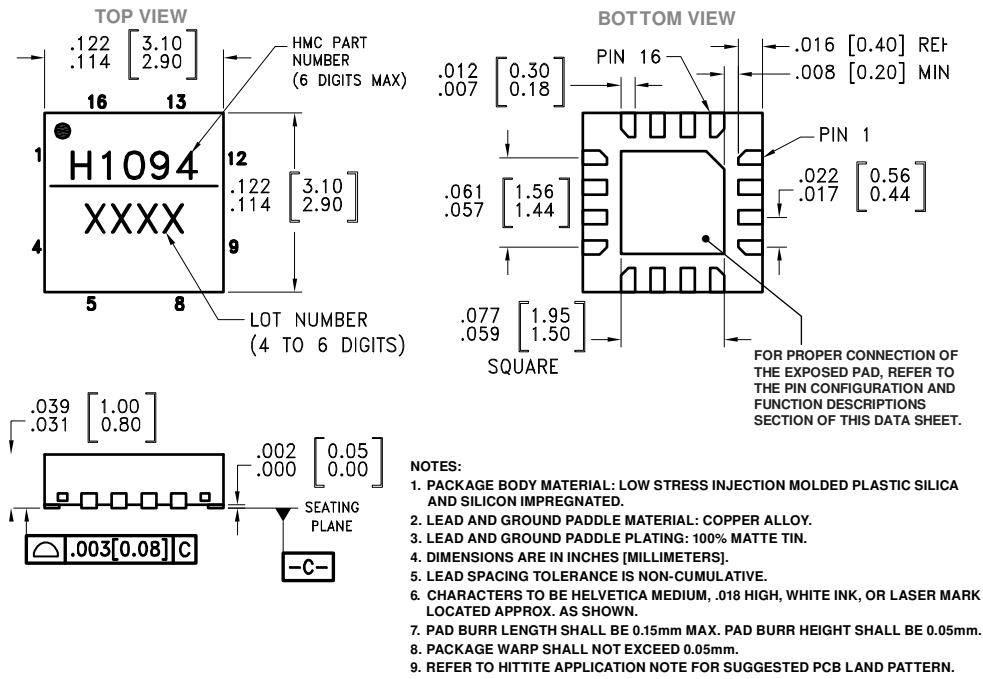 TOP VIEW
.122 [3.10]
.114 [2.90]
HMC PART
NUMBER
(6 DIGITS MAX)
16 13
1 12
H1094
XXXX
.122 [3.10]
.114 [2.90]
4 9
5 8
LOT NUMBER
(4 TO 6 DIGITS)
BOTTOM VIEW
.016 [0.40] REF
.008 [0.20] MIN
PIN 16
.012 [0.30]
.007 [0.18]
PIN 1
.022 [0.56]
.017 [0.44]
.061 [1.56]
.057 [1.44]
.077 [1.95]
.059 [1.50]
SQUARE
FOR PROPER CONNECTION OF
THE EXPOSED PAD, REFER TO
THE PIN CONFIGURATION AND
FUNCTION DESCRIPTIONS
SECTION OF THIS DATA SHEET.
.039 [1.00]
.031 [0.80]
.002 [0.05]
.000 [0.00]
SEATING
PLANE
.003[0.08] C
-C-
NOTES:
1. PACKAGE BODY MATERIAL: LOW STRESS INJECTION MOLDED PLASTIC SILICA
AND SILICON IMPREGNATED.
2. LEAD AND GROUND PADDLE MATERIAL: COPPER ALLOY.
3. LEAD AND GROUND PADDLE PLATING: 100% MATTE TIN.
4. DIMENSIONS ARE IN INCHES [MILLIMETERS].
5. LEAD SPACING TOLERANCE IS NON-CUMULATIVE.
6. CHARACTERS TO BE HELVETICA MEDIUM, .018 HIGH, WHITE INK, OR LASER MARK
LOCATED APPROX. AS SHOWN.
7. PAD BURR LENGTH SHALL BE 0.15mm MAX. PAD BURR HEIGHT SHALL BE 0.05mm.
8. PACKAGE WARP SHALL NOT EXCEED 0.05mm.
9. REFER TO HITTITE APPLICATION NOTE FOR SUGGESTED PCB LAND PATTERN.